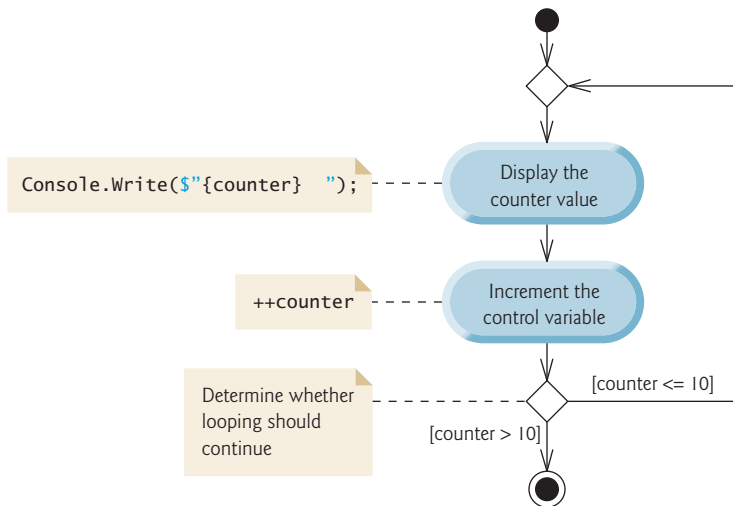 Console.Write($"{counter}  ");
Display the
counter value
++counter
Increment the
control variable
Determine whether
looping should
continue
[counter <= 10]
[counter > 10]